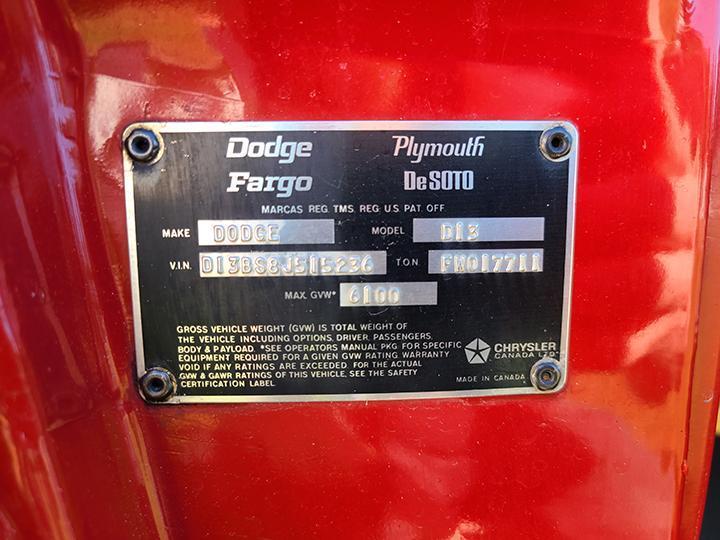 Dodge Plymouth
Fargo DeSOTO
MARCAS REG. TMS. REG. U.S. PAT. OFF.
MAKE DODGE MODEL D13
V.I.N. D13BS8J515236 T.O.N. FW017711
MAX. GVW* 6100
GROSS VEHICLE WEIGHT (GVW) IS TOTAL WEIGHT OF
THE VEHICLE INCLUDING OPTIONS, DRIVER, PASSENGERS,
BODY & PAYLOAD *SEE OPERATORS MANUAL PKG FOR SPECIFIC
EQUIPMENT REQUIRED FOR A GIVEN GVW RATING. WARRANTY
VOID IF ANY RATINGS ARE EXCEEDED. FOR THE ACTUAL
GVW & GAWR RATINGS OF THIS VEHICLE, SEE THE SAFETY
CERTIFICATION LABEL.
CHRYSLER
CANADA LTD
MADE IN CANADA